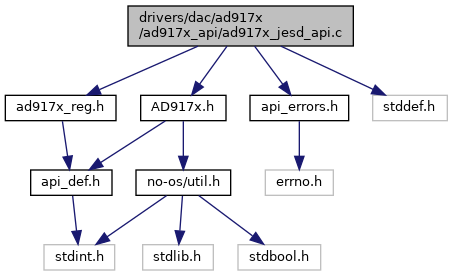 drivers/dac/ad917x
/ad917x_api/ad917x_jesd_api.c
ad917x_reg.h
AD917x.h
api_errors.h
stddef.h
api_def.h
no-os/util.h
errno.h
stdint.h
stdlib.h
stdbool.h